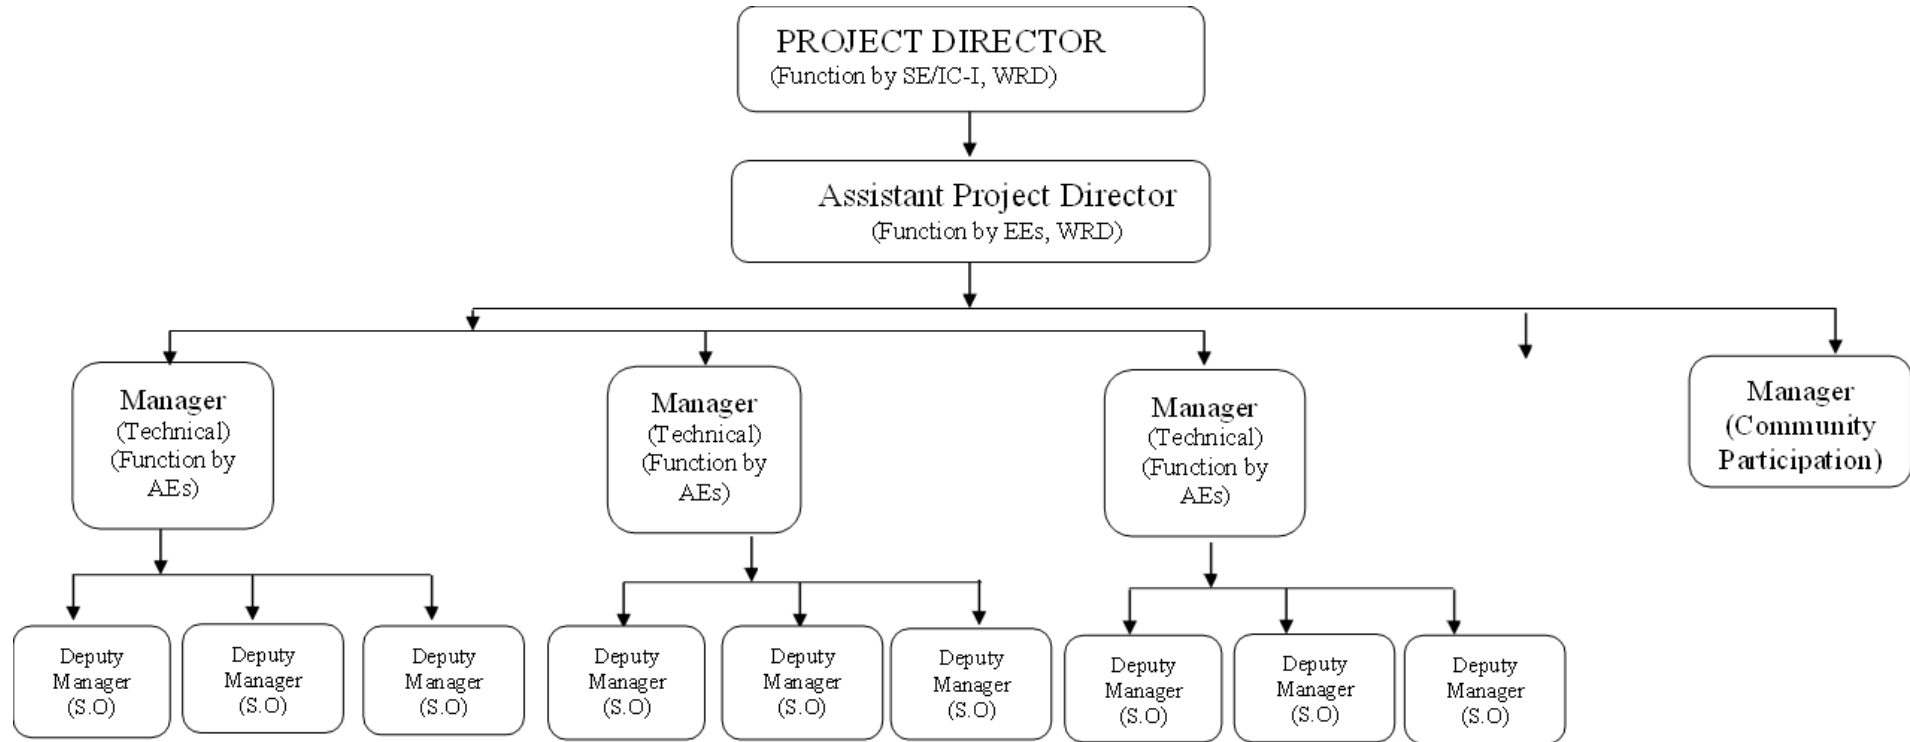 PROJECT DIRECTOR
(Function by SE/IC-I, WRD)
Assistant Project Director
(Function by EEs, WRD)
Manager
(Technical)
(Function by
AEs)
Manager
(Technical)
(Function by
AEs)
Manager
(Technical)
(Function by
AEs)
Manager
(Community
Participation)
Deputy
Manager
(S.O)
Deputy
Manager
(S.O)
Deputy
Manager
(S.O)
Deputy
Manager
(S.O)
Deputy
Manager
(S.O)
Deputy
Manager
(S.O)
Deputy
Manager
(S.O)
Deputy
Manager
(S.O)
Deputy
Manager
(S.O)